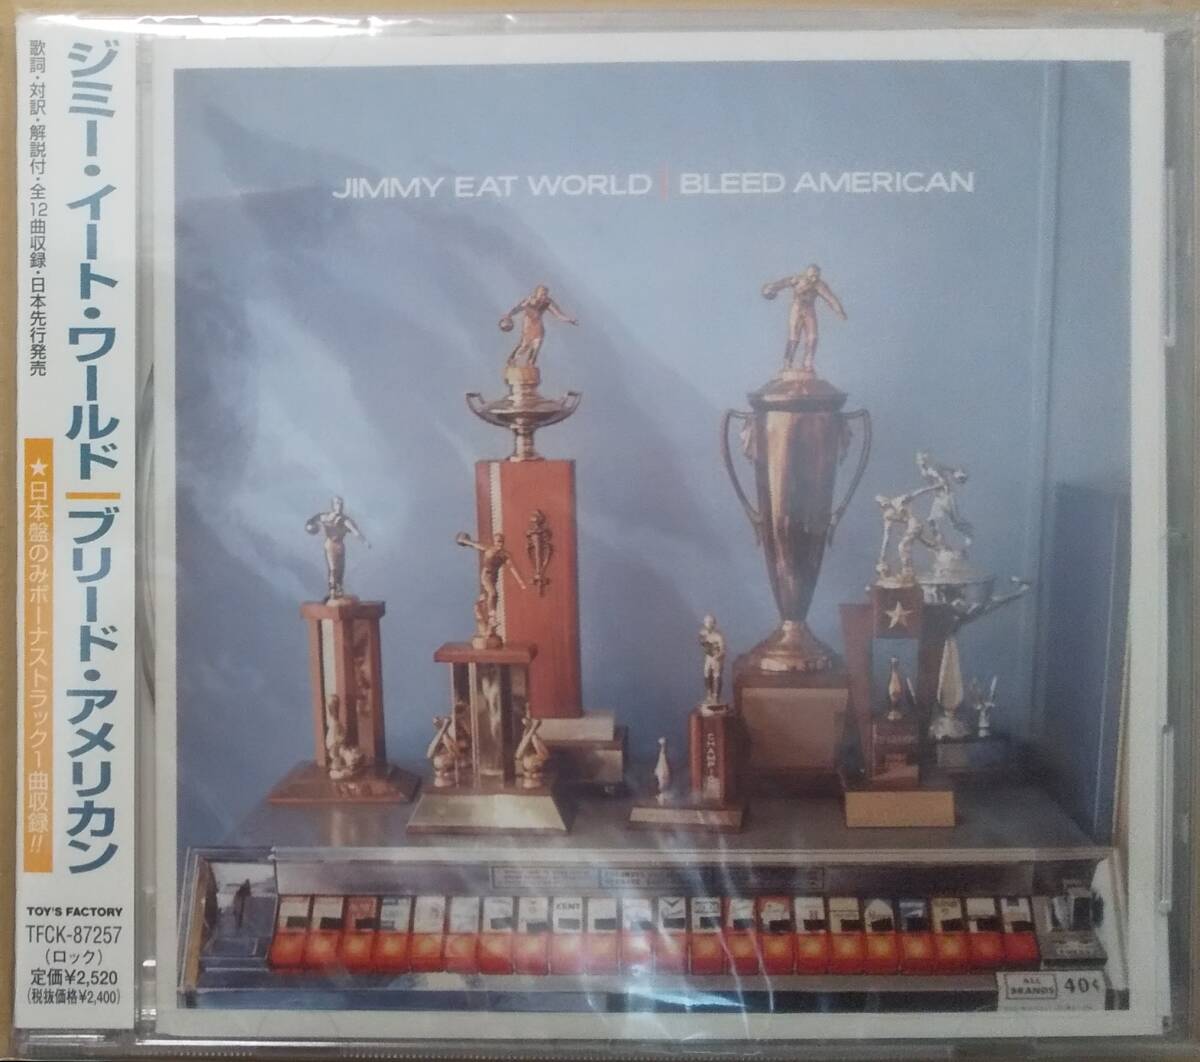 ジミー・イート・ワールド|ブリード・アメリカン
歌詞・対訳・解説付・全12曲収録・日本先行発売
★日本盤のみボーナストラック1曲収録!!
TOY'S FACTORY
TFCK-87257
(ロック)
定価¥2,520
(税抜価格¥2,400)
JIMMY EAT WORLD | BLEED AMERICAN
CHAMPION
KENT
ALL
BRANDS
40¢